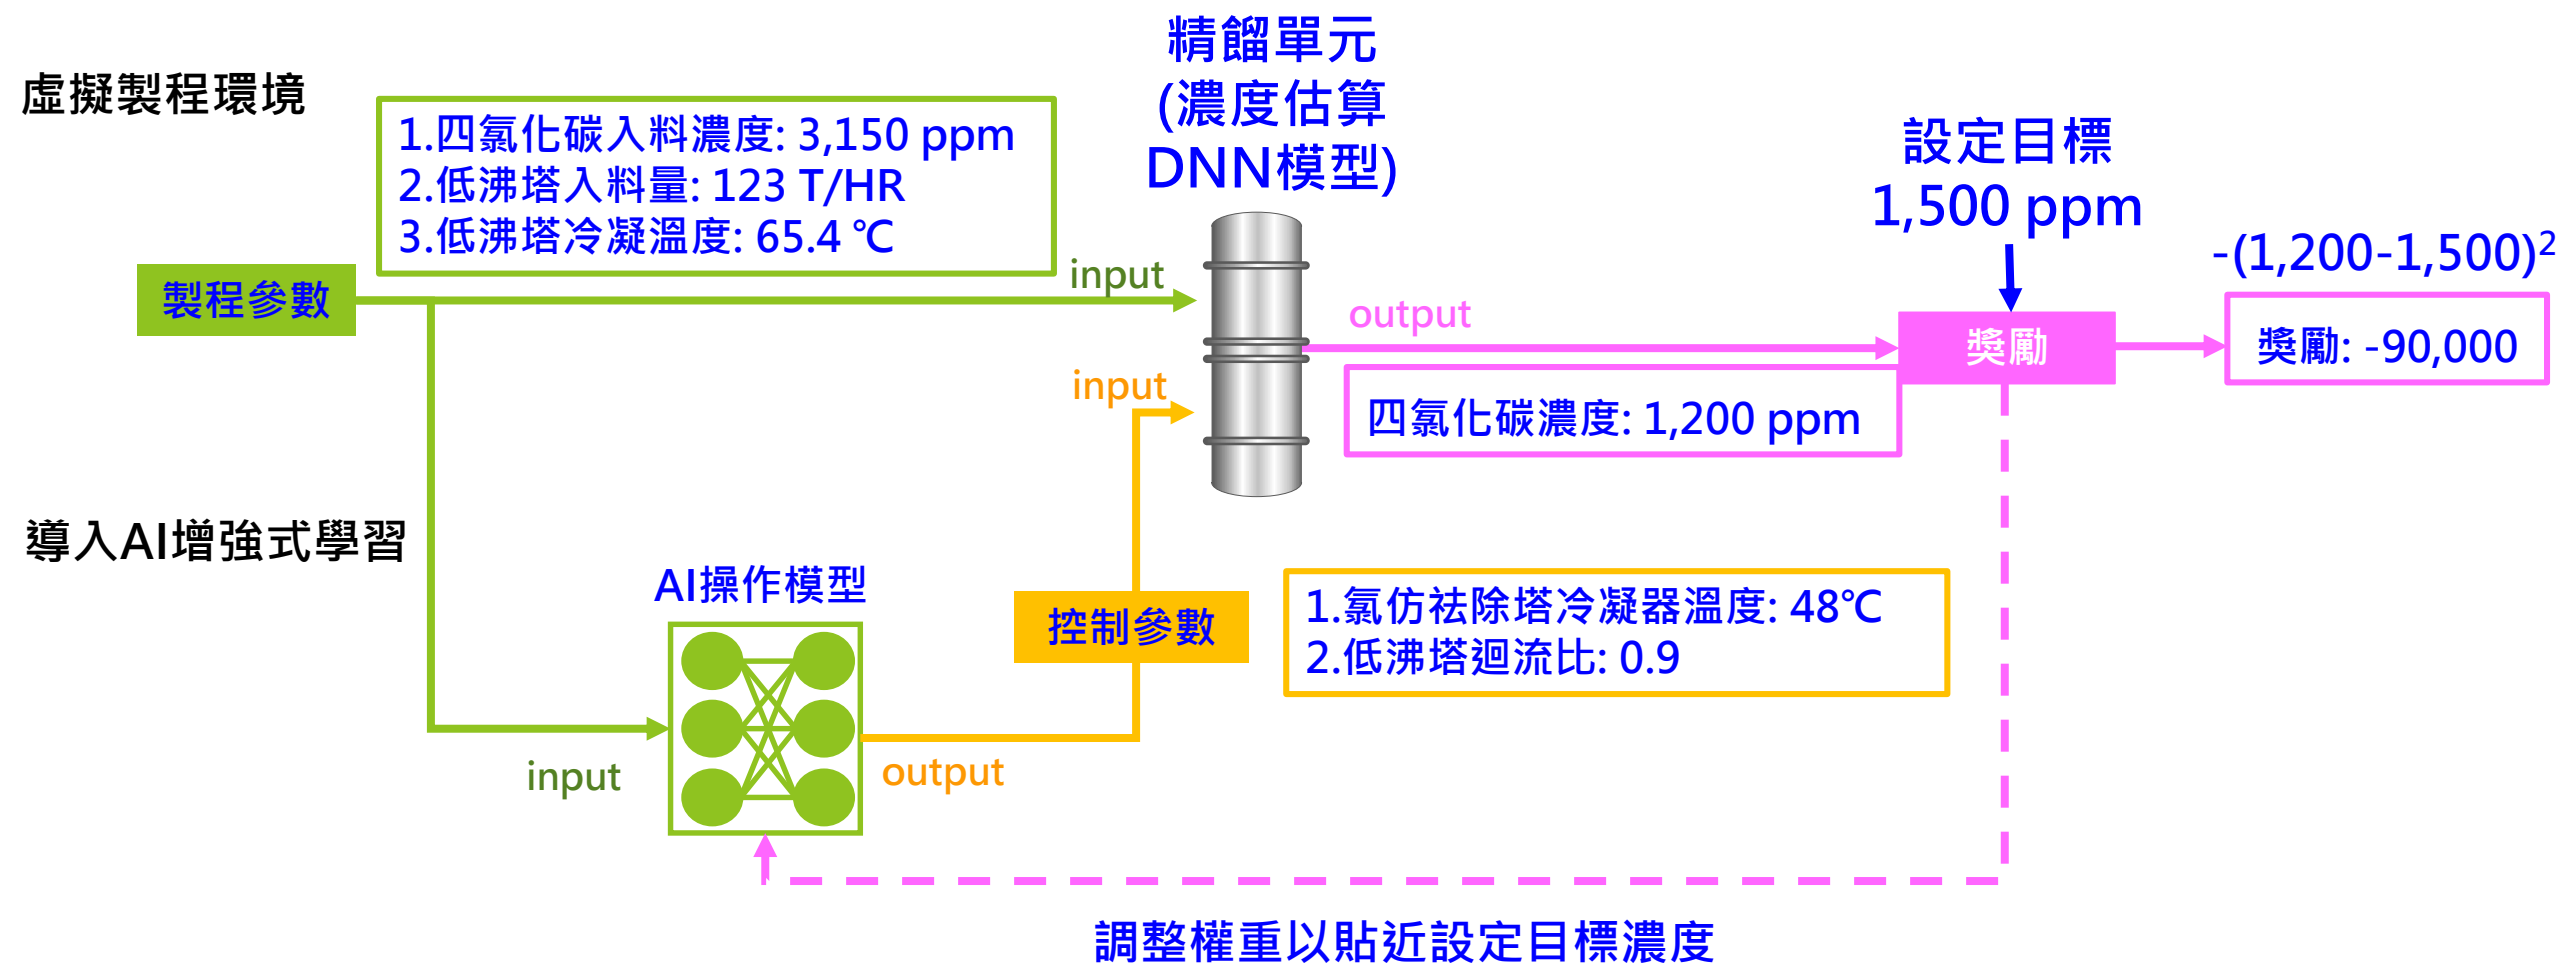 虛擬製程環境
1.四氯化碳入料濃度: 3,150 ppm
2.低沸塔入料量: 123 T/HR
3.低沸塔冷凝溫度: 65.4 ℃
製程參數
input
精餾單元
(濃度估算
DNN模型)
output
四氯化碳濃度: 1,200 ppm
設定目標
1,500 ppm
獎勵
-(1,200-1,500)²
獎勵: -90,000
導入AI增強式學習
input
AI操作模型
output
控制參數
input
1.氯仿祛除塔冷凝器溫度: 48℃
2.低沸塔迴流比: 0.9
調整權重以貼近設定目標濃度